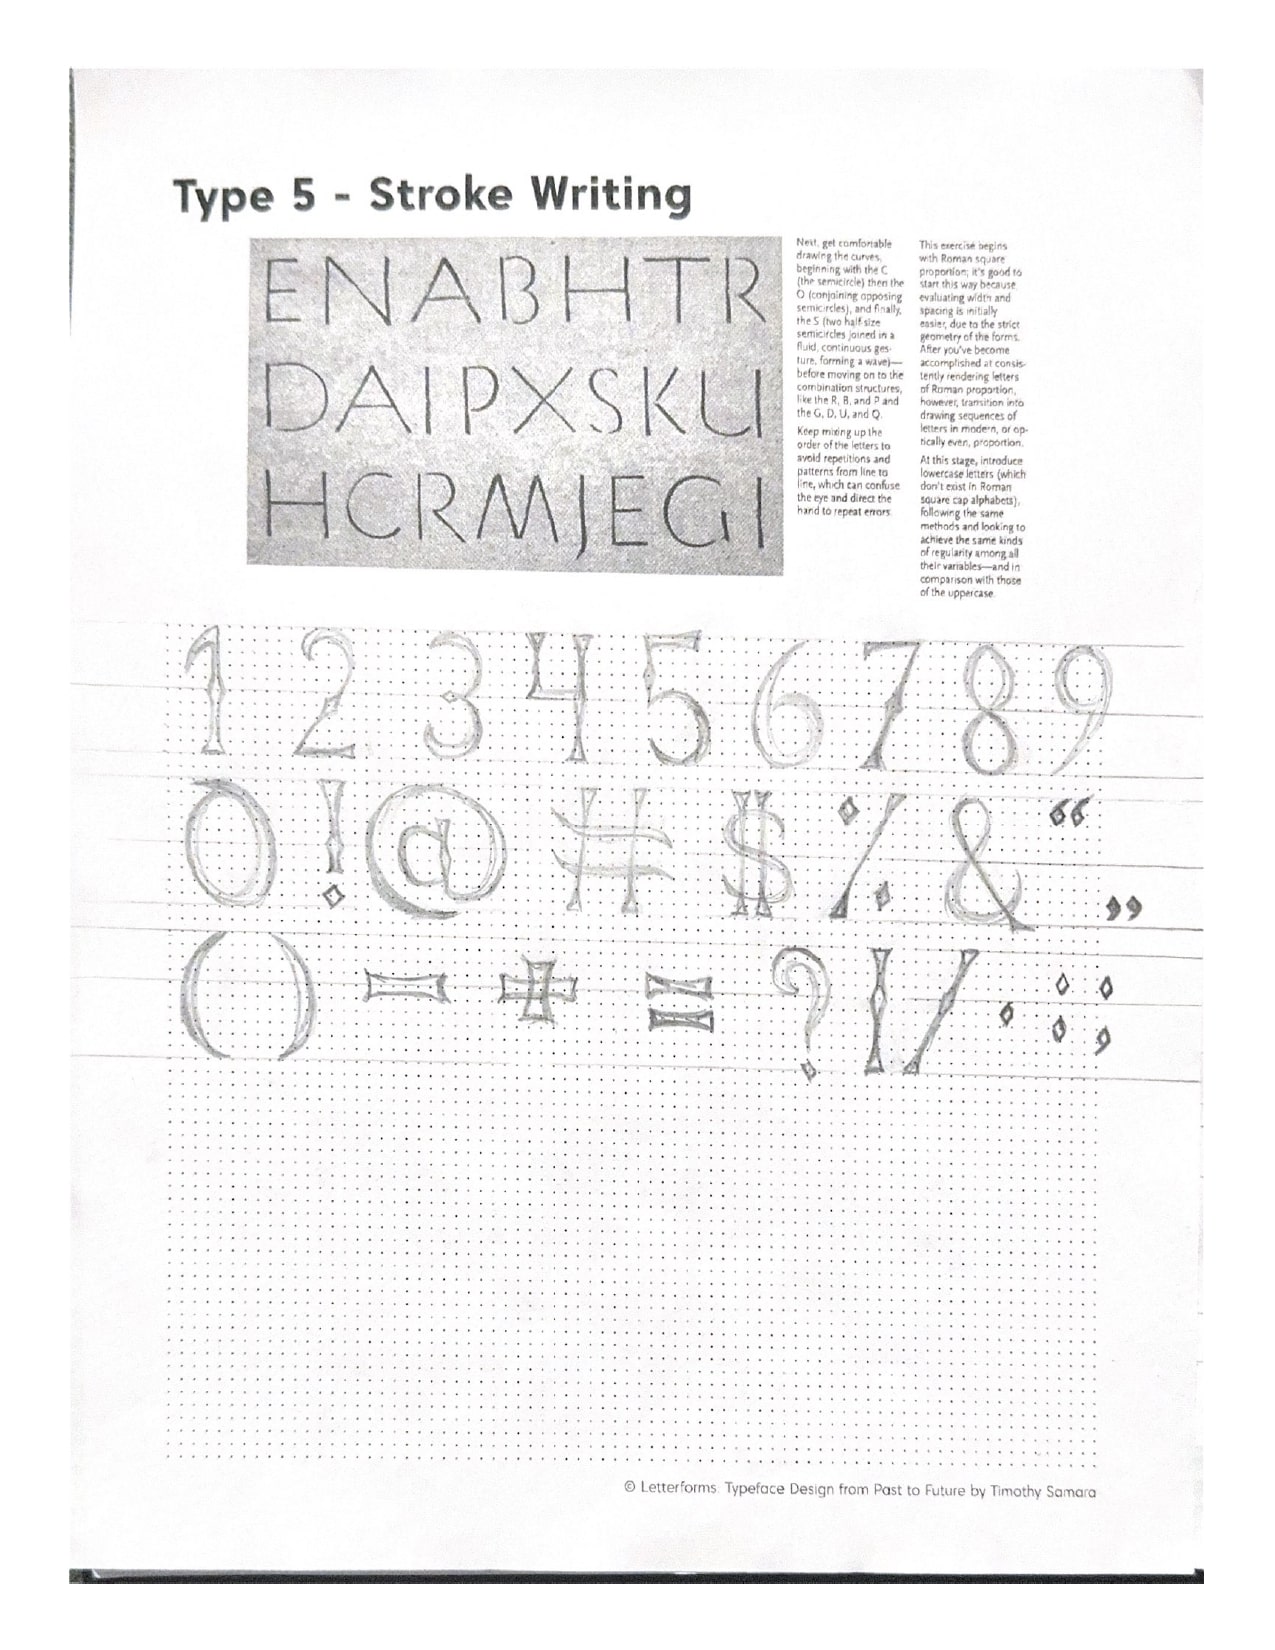 Type 5 - Stroke Writing
ENABHTR
DAIPXSKU
HCRMJEGI
Next, get comfortable
drawing the curves,
beginning with the C
(the semicircle) then the
O (conjoining opposing
semicircles), and finally,
the S (two half size
semicircles joined in a
fluid, continuous ges-
ture, forming a wave)—
before moving on to the
combination structures,
like the R, B, and P and
the G, D, U, and Q.
Keep mixing up the
order of the letters to
avoid repetitions and
patterns from line to
line, which can confuse
the eye and direct the
hand to repeat errors.
This exercise begins
with Roman square
proportion; it's good to
start this way because
evaluating width and
spacing is initially
easier, due to the strict
geometry of the forms.
After you've become
accomplished at consis-
tently rendering letters
of Roman proportion,
however, transition into
drawing sequences of
letters in modern, or op-
tically even, proportion.
At this stage, introduce
lowercase letters (which
don't exist in Roman
square cap alphabets),
following the same
methods and looking to
achieve the same kinds
of regularity among all
their variables—and in
comparison with those
of the uppercase.
1 2 3 4 5 6 7 8 9
0 ! @ # $ % & “ „
( ) - + = ? | / . : ;
© Letterforms Typeface Design from Past to Future by Timothy Samara